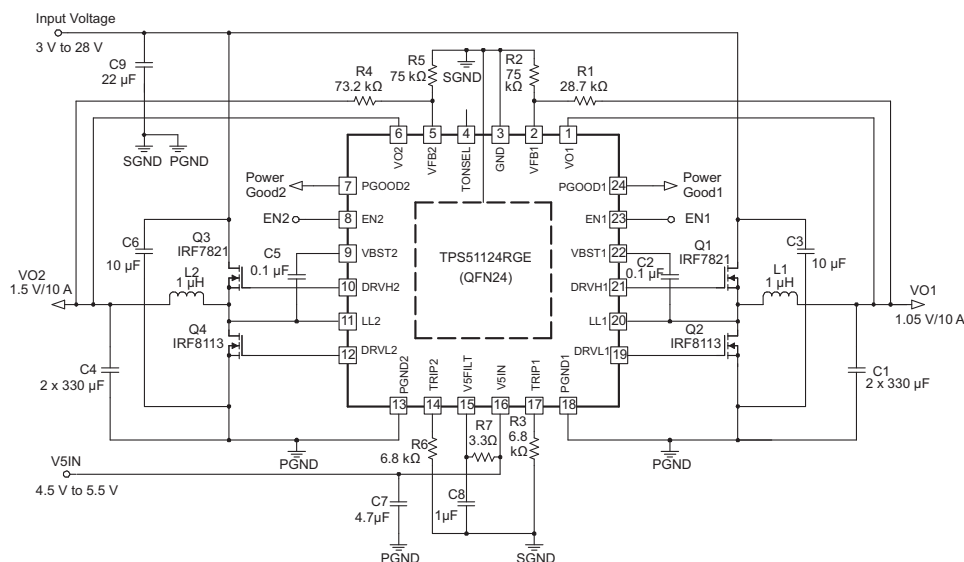 Input Voltage
3 V to 28 V
C9
22 µF
SGND
PGND
R4
73.2 kΩ
R5
75 kΩ
SGND
R2
75
kΩ
R1
28.7 kΩ
6
5
4
3
2
1
VO2
VFB2
TONSEL
GND
VFB1
VO1
Power
Good2
7
PGOOD2
PGOOD1
24
Power
Good1
EN2
8
EN2
EN1
23
EN1
C6
10 µF
Q3
IRF7821
C5
0.1 µF
9
VBST2
TPS51124RGE
(QFN24)
VBST1
22
C2
0.1 µF
Q1
IRF7821
C3
10 µF
VO2
1.5 V/10 A
L2
1 µH
10
DRVH2
DRVH1
21
L1
1 µH
VO1
1.05 V/10 A
11
LL2
LL1
20
Q4
IRF8113
12
DRVL2
DRVL1
19
Q2
IRF8113
C4
2 x 330 µF
C1
2 x 330 µF
PGND2
TRIP2
V5FILT
V5IN
TRIP1
PGND1
13
14
15
16
17
18
PGND
R6
6.8 kΩ
R7
3.3Ω
R3
6.8
kΩ
PGND
V5IN
4.5 V to 5.5 V
C7
4.7µF
C8
1µF
PGND
SGND